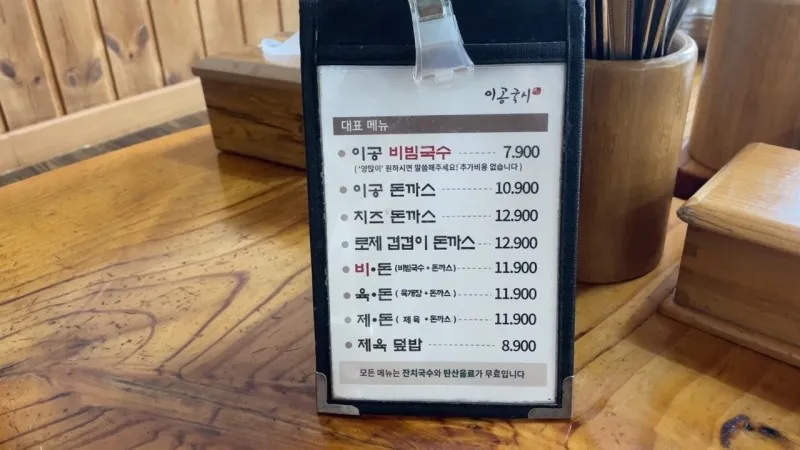 이공국시
대표 메뉴
이공 비빔국수 7.900
( '양많이' 원하시면 말씀해주세요! 추가비용 없습니다 )
이공 돈까스 10.900
치즈 돈까스 12.900
로제 겹겹이 돈까스 12.900
비•돈 (비빔국수 + 돈까스) 11.900
육•돈 ( 육개장 + 돈까스) 11.900
제•돈 ( 제육 + 돈까스) 11.900
제육 덮밥 8.900
모든 메뉴는 잔치국수와 탄산음료가 무료입니다